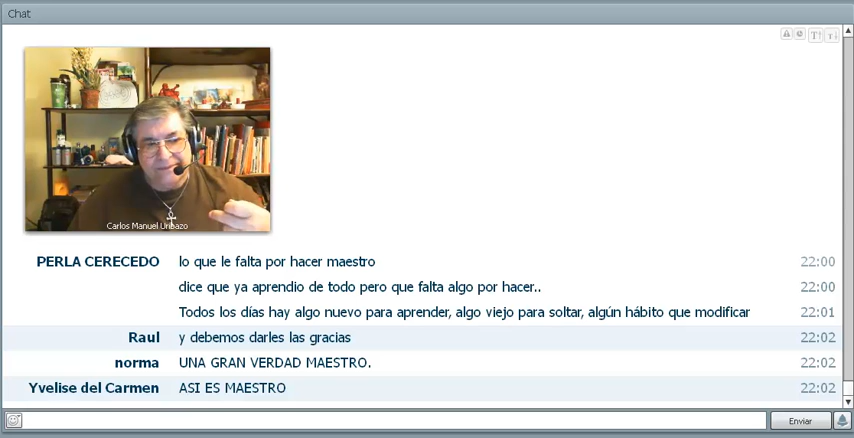 Chat
Carlos Manuel Uribazo
PERLA CERECEDO lo que le falta por hacer maestro 22:00
dice que ya aprendio de todo pero que falta algo por hacer.. 22:00
Todos los días hay algo nuevo para aprender, algo viejo para soltar, algún hábito que modificar 22:01
Raul y debemos darles las gracias 22:02
norma UNA GRAN VERDAD MAESTRO. 22:02
Yvelise del Carmen ASI ES MAESTRO 22:02
Enviar